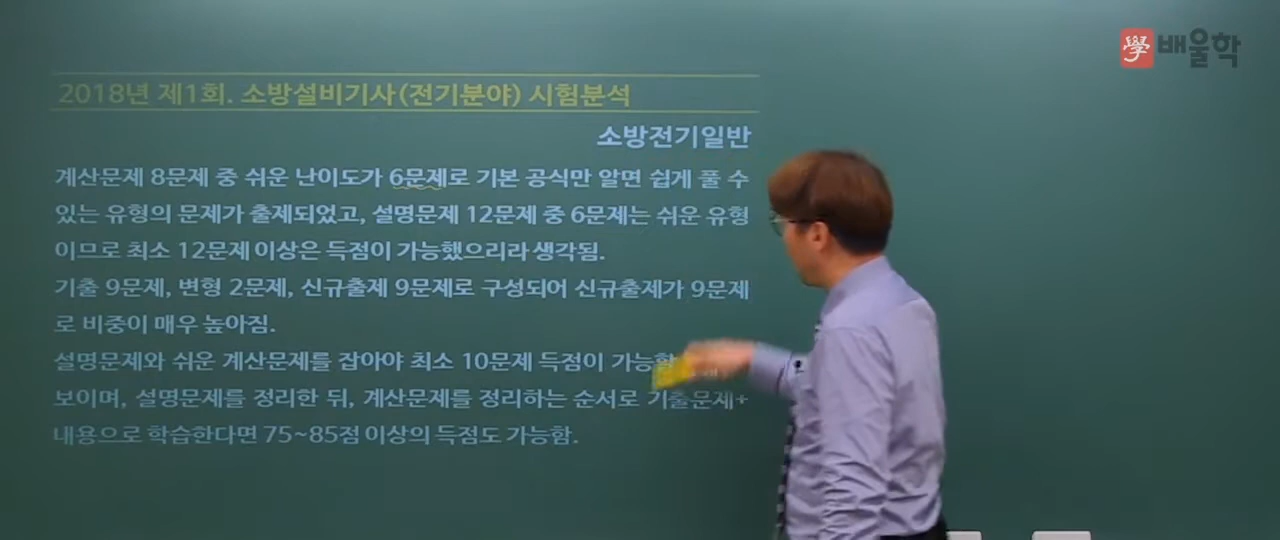 學 배울학
2018년 제1회. 소방설비기사(전기분야) 시험분석
소방전기일반
계산문제 8문제 중 쉬운 난이도가 6문제로 기본 공식만 알면 쉽게 풀 수
있는 유형의 문제가 출제되었고, 설명문제 12문제 중 6문제는 쉬운 유형
이므로 최소 12문제 이상은 득점이 가능했으리라 생각됨.
기출 9문제, 변형 2문제, 신규출제 9문제로 구성되어 신규출제가 9문제
로 비중이 매우 높아짐.
설명문제와 쉬운 계산문제를 잡아야 최소 10문제 득점이
보이며, 설명문제를 정리한 뒤, 계산문제를 정리하는 순서로 기출문제+
내용으로 학습한다면 75~85점 이상의 득점도 가능함.